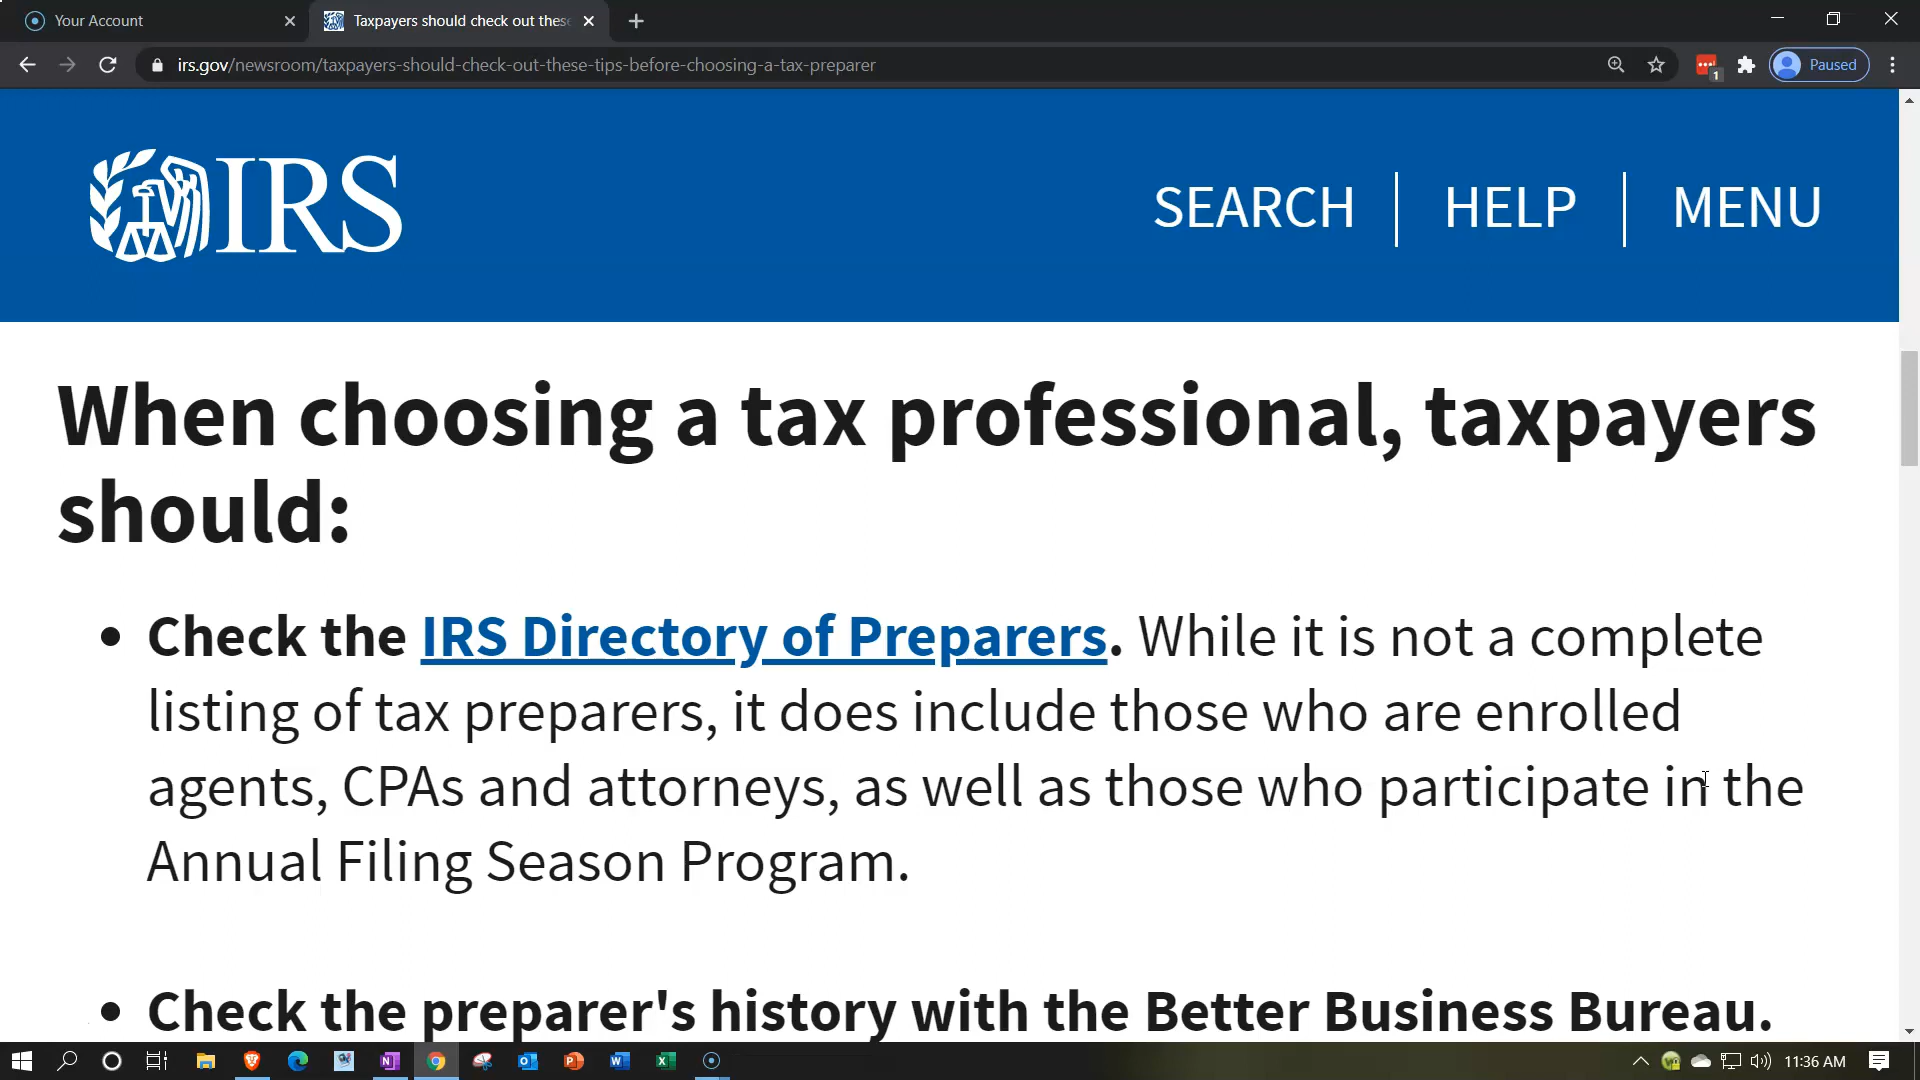 Your Account
Taxpayers should check out these
irs.gov/newsroom/taxpayers-should-check-out-these-tips-before-choosing-a-tax-preparer
1
Paused
IRS
SEARCH
HELP
MENU
When choosing a tax professional, taxpayers
should:
• Check the IRS Directory of Preparers. While it is not a complete
listing of tax preparers, it does include those who are enrolled
agents, CPAs and attorneys, as well as those who participate in the
Annual Filing Season Program.
• Check the preparer's history with the Better Business Bureau.
11:36 AM